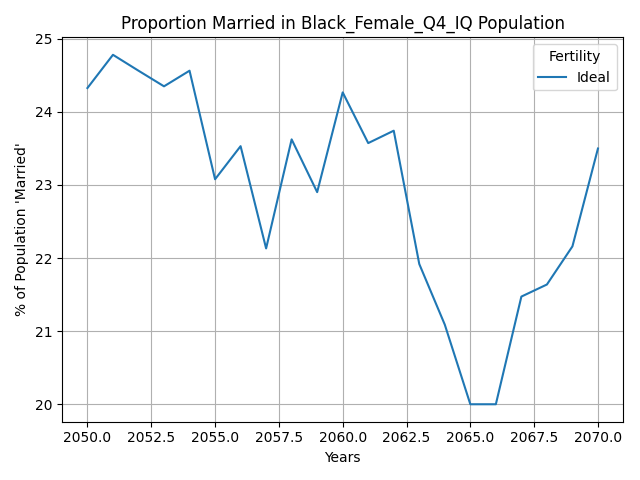 Proportion Married in Black_Female_Q4_IQ Population
% of Population 'Married'
25
24
23
22
21
20
Fertility
Ideal
2050.0 2052.5 2055.0 2057.5 2060.0 2062.5 2065.0 2067.5 2070.0
Years